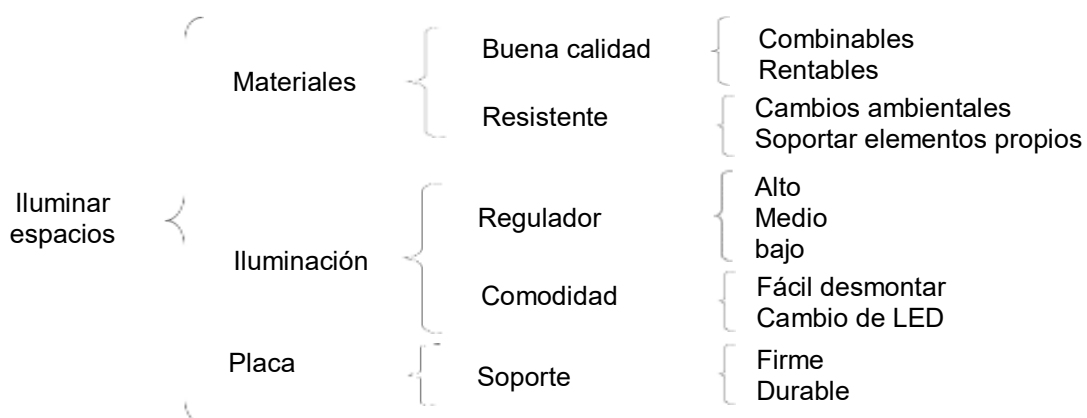 Iluminar
espacios
Materiales
Buena calidad
Combinables
Rentables
Resistente
Cambios ambientales
Soportar elementos propios
Iluminación
Regulador
Alto
Medio
bajo
Comodidad
Fácil desmontar
Cambio de LED
Placa
Soporte
Firme
Durable